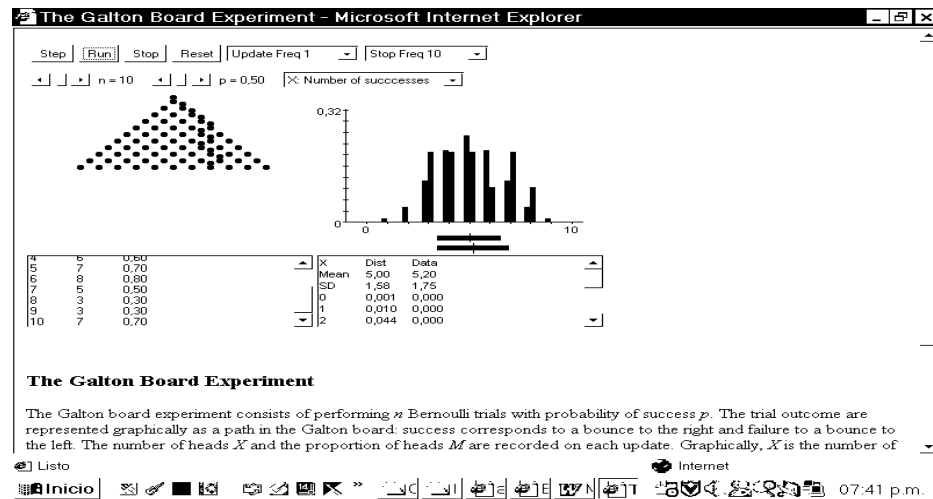 The Galton Board Experiment - Microsoft Internet Explorer
Step Run Stop Reset Update Freq 1 Stop Freq 10
n = 10 p = 0,50 X: Number of succcesses
0,32
0
0 10
4 6 0,60
5 7 0,70
6 8 0,80
7 5 0,50
8 3 0,30
9 3 0,30
10 7 0,70
X Dist Data
Mean 5,00 5,20
SD 1,58 1,75
0 0,001 0,000
1 0,010 0,000
2 0,044 0,000
The Galton Board Experiment
The Galton board experiment consists of performing n Bernoulli trials with probability of success p. The trial outcome are
represented graphically as a path in the Galton board: success corresponds to a bounce to the right and failure to a bounce to
the left. The number of heads X and the proportion of heads M are recorded on each update. Graphically, X is the number of
Listo Internet
Inicio 07:41 p.m.